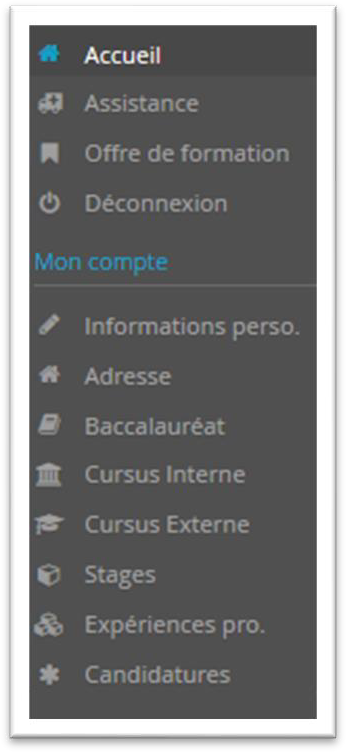 Accueil
Assistance
Offre de formation
Déconnexion
Mon compte
Informations perso.
Adresse
Baccalauréat
Cursus Interne
Cursus Externe
Stages
Expériences pro.
Candidatures